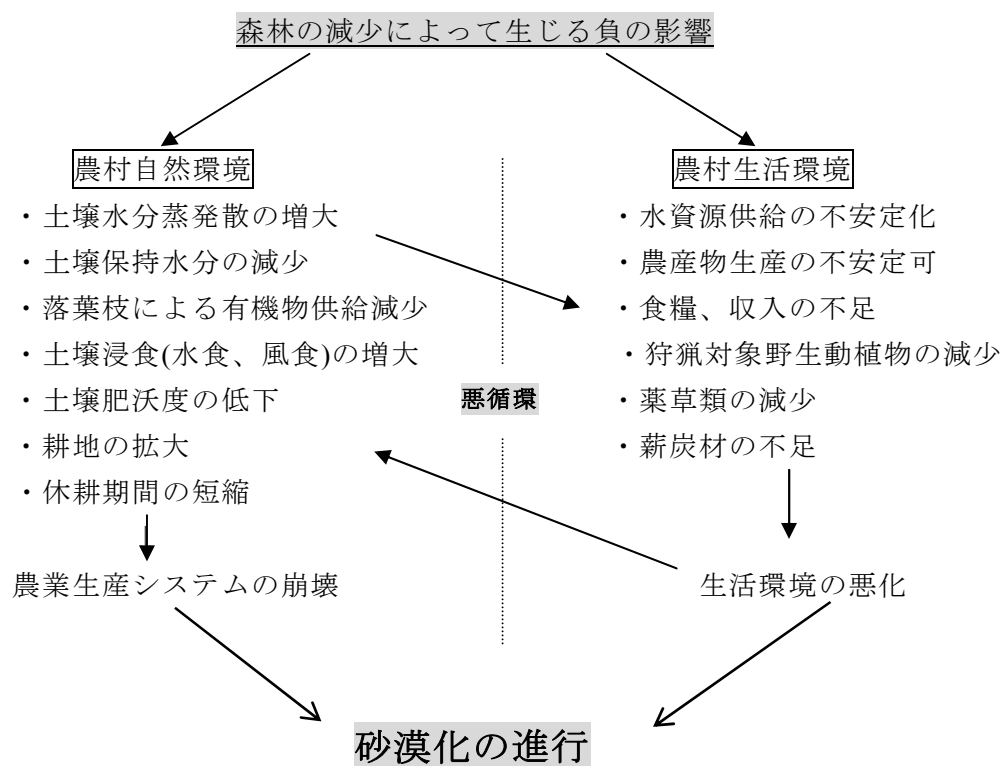 森林の減少によって生じる負の影響
農村自然環境
・土壌水分蒸発散の増大
・土壌保持水分の減少
・落葉枝による有機物供給減少
・土壌浸食(水食、風食)の増大
・土壌肥沃度の低下
・耕地の拡大
・休耕期間の短縮
農業生産システムの崩壊
悪循環
農村生活環境
・水資源供給の不安定化
・農産物生産の不安定可
・食糧、収入の不足
・狩猟対象野生動植物の減少
・薬草類の減少
・薪炭材の不足
生活環境の悪化
砂漠化の進行